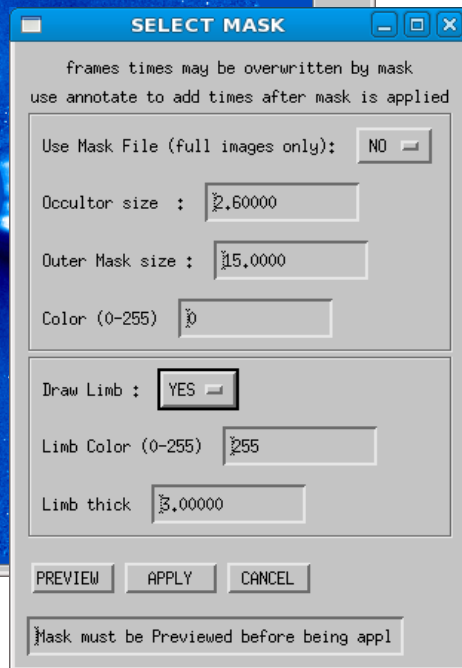 SELECT MASK
frames times may be overwritten by mask
use annotate to add times after mask is applied
Use Mask File (full images only): NO
Occultor size : 2.60000
Outer Mask size : 15.0000
Color (0-255) 0
Draw Limb : YES
Limb Color (0-255) 255
Limb thick 3.00000
PREVIEW APPLY CANCEL
Mask must be Previewed before being appl